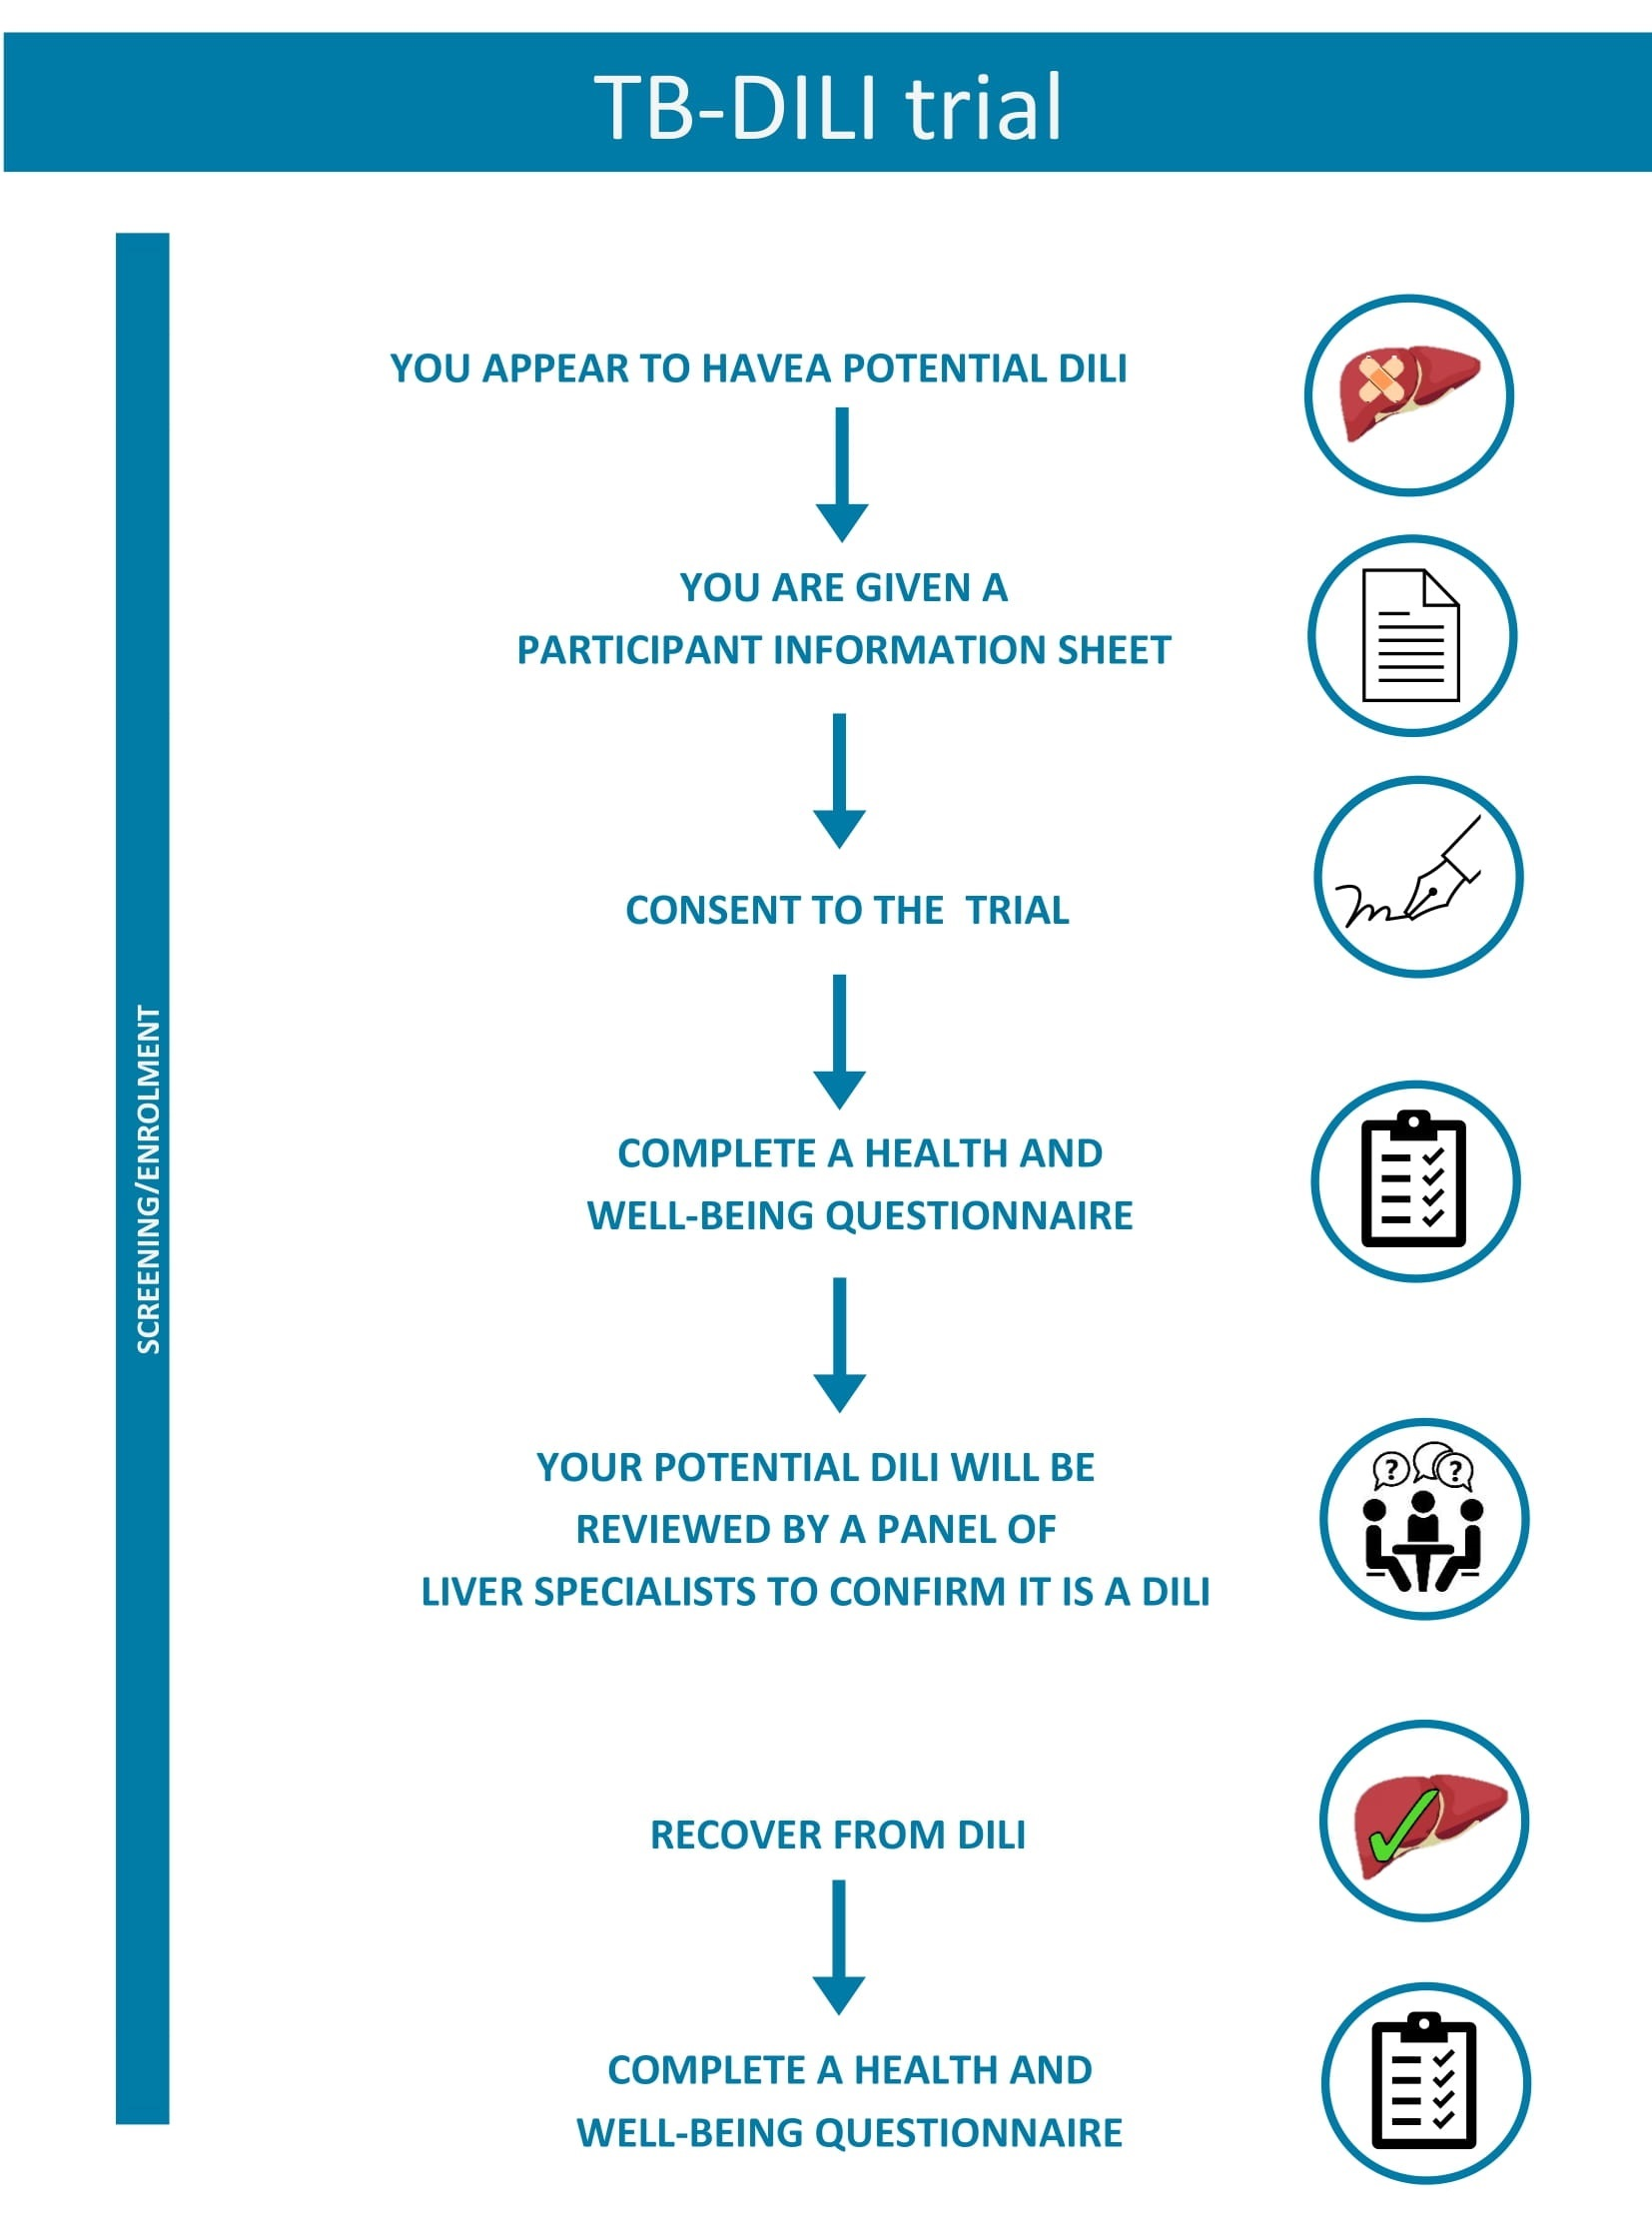 TB-DILI trial
SCREENING/ENROLMENT
YOU APPEAR TO HAVEA POTENTIAL DILI
YOU ARE GIVEN A
PARTICIPANT INFORMATION SHEET
CONSENT TO THE  TRIAL
COMPLETE A HEALTH AND
WELL-BEING QUESTIONNAIRE
YOUR POTENTIAL DILI WILL BE
REVIEWED BY A PANEL OF
LIVER SPECIALISTS TO CONFIRM IT IS A DILI
? ?
RECOVER FROM DILI
COMPLETE A HEALTH AND
WELL-BEING QUESTIONNAIRE